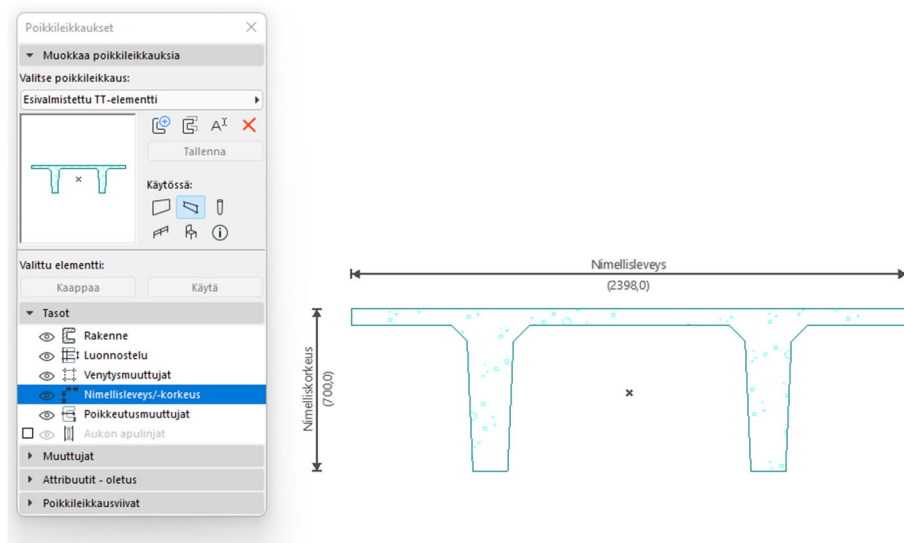 Poikkileikkaukset
Muokkaa poikkileikkauksia
Valitse poikkileikkaus:
Esivalmistettu TT-elementti
Tallenna
Käytössä:
Valittu elementti:
Kaappaa
Käytä
Tasot
Rakenne
Luonnostelu
Venytysmuuttujat
Nimellisleveys/-korkeus
Poikkeutusmuuttujat
Aukon apulinjat
Muuttujat
Attribuutit - oletus
Poikkileikkausviivat
Nimellisleveys
(2398,0)
Nimelliskorkeus
(700,0)